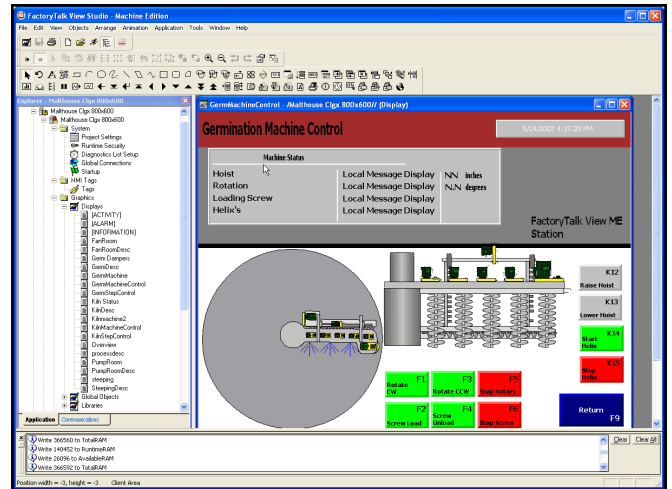 FactoryTalk View Studio - Machine Edition
File Edit View Objects Arrange Animation Application Tools Window Help
Explorer - Malthouse Clgx 800x600
Malthouse Clgx 800x600
Malthouse Clgx 800x600
System
Project Settings
Runtime Security
Diagnostics List Setup
Global Connections
Startup
HMI Tags
Tags
Graphics
Displays
[ACTIVITY]
[ALARM]
[INFORMATION]
FanRoom
FanRoomDesc
Germ Dampers
GermDesc
GermMachine
GermMachineControl
GermStepControl
Kiln Status
KilnDesc
Kilnmachine2
KilnMachineControl
KilnStepControl
Overview
processdesc
PumpRoom
PumpRoomDesc
steeping
SteepingDesc
Global Objects
Libraries
Application Communications
GermMachineControl - /Malthouse Clgx 800x600// (Display)
Germination Machine Control
5/24/2007 4:37:20 PM
Machine Status
Hoist Local Message Display NN inches
Rotation Local Message Display N.N degrees
Loading Screw Local Message Display
Helix's Local Message Display
FactoryTalk View ME
Station
K12
Raise Hoist
K13
Lower Hoist
K14
Start
Helix
K15
Stop
Helix
F1
Rotate
CW
F3
Rotate CCW
F5
Stop Rotary
F2
Screw Load
F4
Screw
Unload
F6
Stop Screw
Return
F9
Write 366560 to TotalRAM
Write 140452 to RuntimeRAM
Write 26096 to AvailableRAM
Write 366592 to TotalRAM
Clear Clear All
Position width = -3, height = -3 Client Area